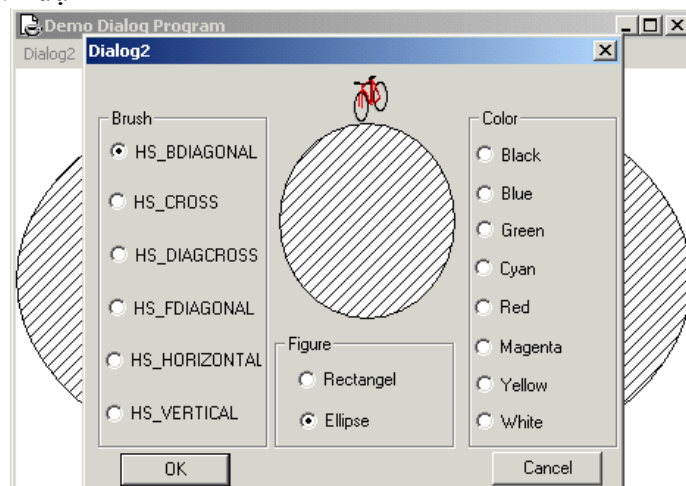 Demo Dialog Program
Dialog2
Dialog2
Brush
HS_BDIAGONAL
HS_CROSS
HS_DIAGCROSS
HS_FDIAGONAL
HS_HORIZONTAL
HS_VERTICAL
Figure
Rectangel
Ellipse
Color
Black
Blue
Green
Cyan
Red
Magenta
Yellow
White
OK
Cancel